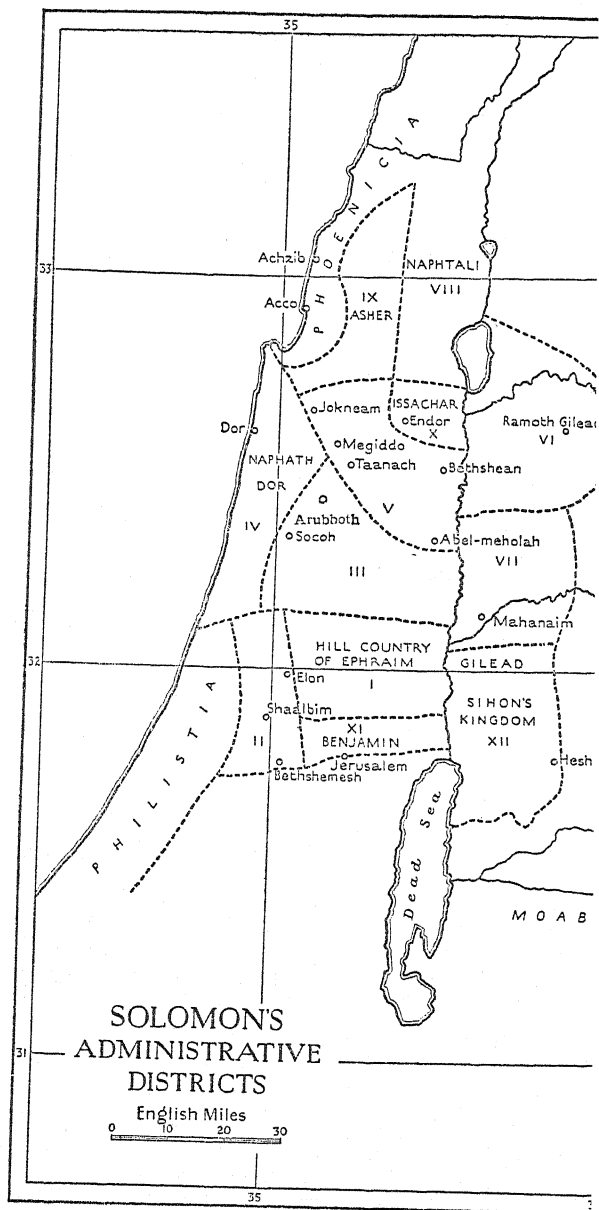 35
PHOENICIA
Achzib
33
NAPHTALI
VIII
IX
ASHER
Acco
Jokneam
ISSACHAR
Endor
X
Ramoth Gilead
VI
Dor
Megiddo
Taanach
Bethshean
NAPHATH
DOR
IV
Arubboth
Socoh
V
Abel-meholah
VII
III
Mahanaim
HILL COUNTRY
OF EPHRAIM
I
GILEAD
32
Elon
SIHON'S
KINGDOM
XII
PHILISTIA
Shaalbim
II
XI
BENJAMIN
Jerusalem
Bethshemesh
Hesh
Dead Sea
MOAB
SOLOMON'S
31
ADMINISTRATIVE
DISTRICTS
English Miles
0 10 20 30
35